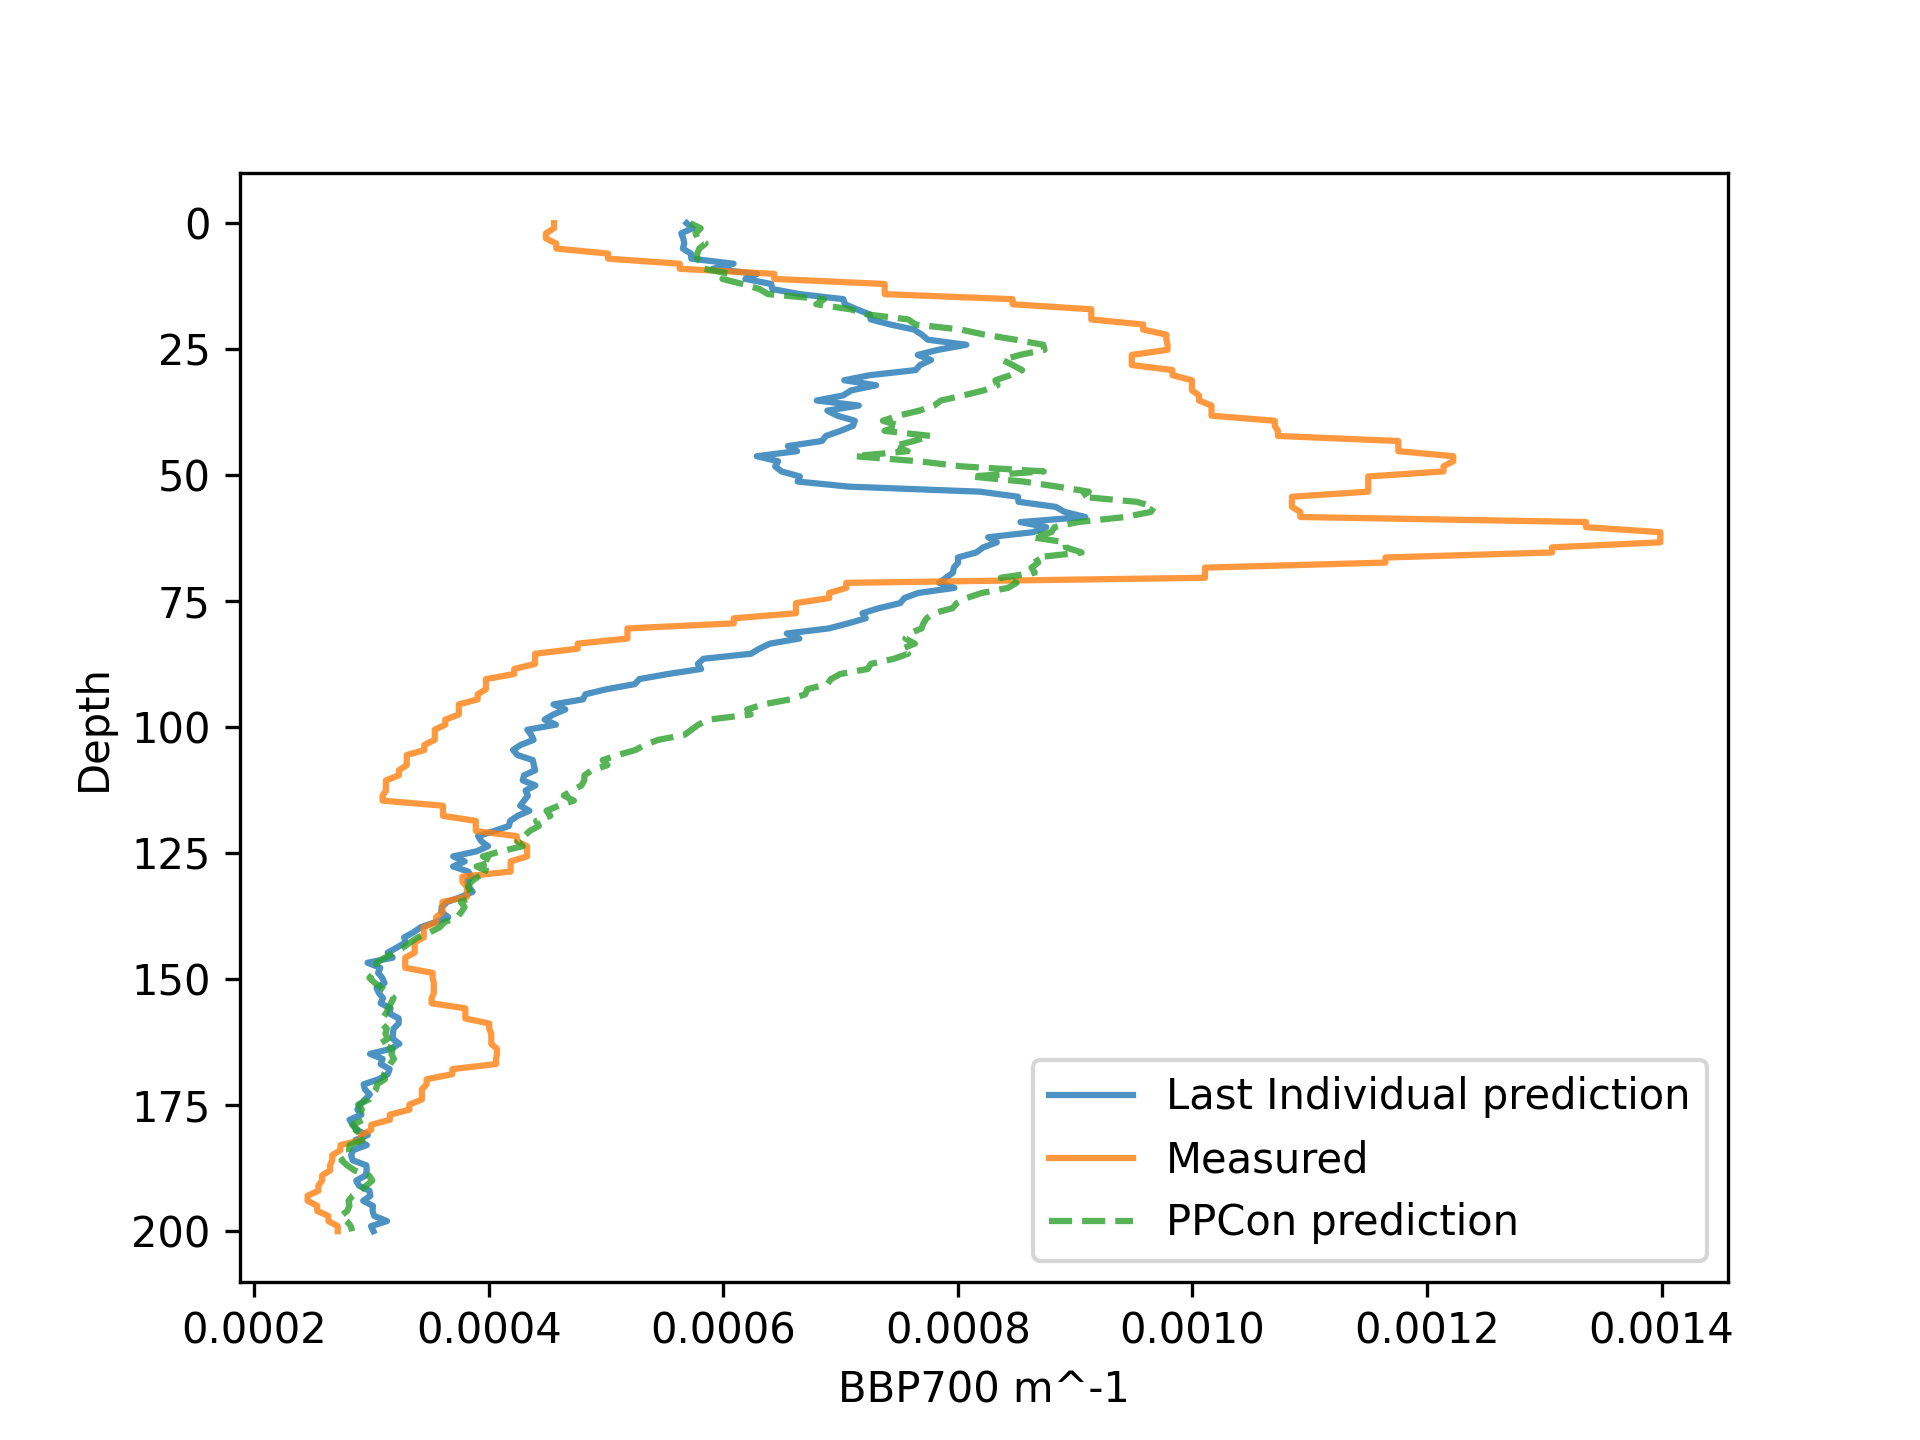 0
25
50
75
100
125
150
175
200
Depth
0.0002 0.0004 0.0006 0.0008 0.0010 0.0012 0.0014
BBP700 m^-1
Last Individual prediction
Measured
PPCon prediction